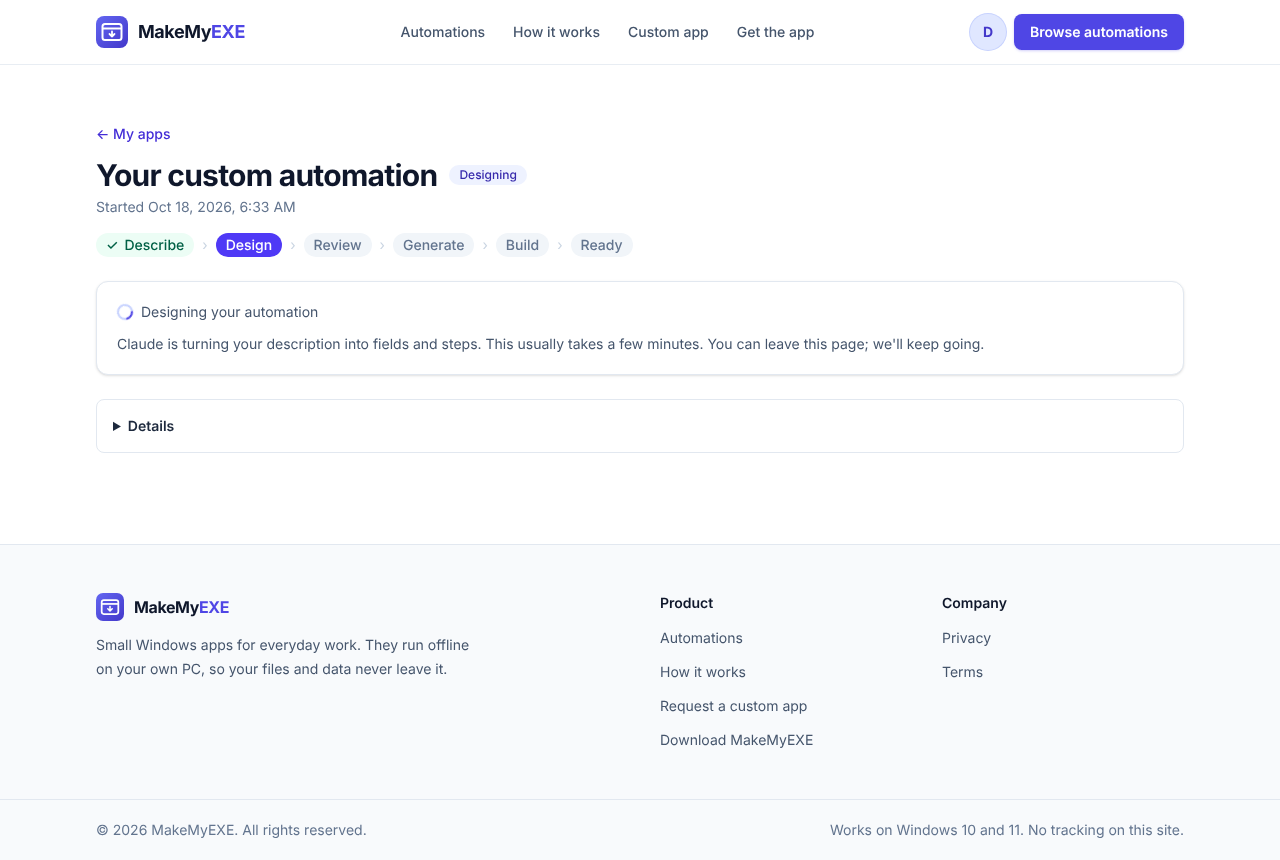 MakeMyEXE
Automations
How it works
Custom app
Get the app
D
Browse automations
← My apps
Your custom automation
Designing
Started Oct 18, 2026, 6:33 AM
✓ Describe › Design › Review › Generate › Build › Ready
Designing your automation
Claude is turning your description into fields and steps. This usually takes a few minutes. You can leave this page; we'll keep going.
▶ Details
MakeMyEXE
Small Windows apps for everyday work. They run offline
on your own PC, so your files and data never leave it.
Product
Automations
How it works
Request a custom app
Download MakeMyEXE
Company
Privacy
Terms
© 2026 MakeMyEXE. All rights reserved.
Works on Windows 10 and 11. No tracking on this site.